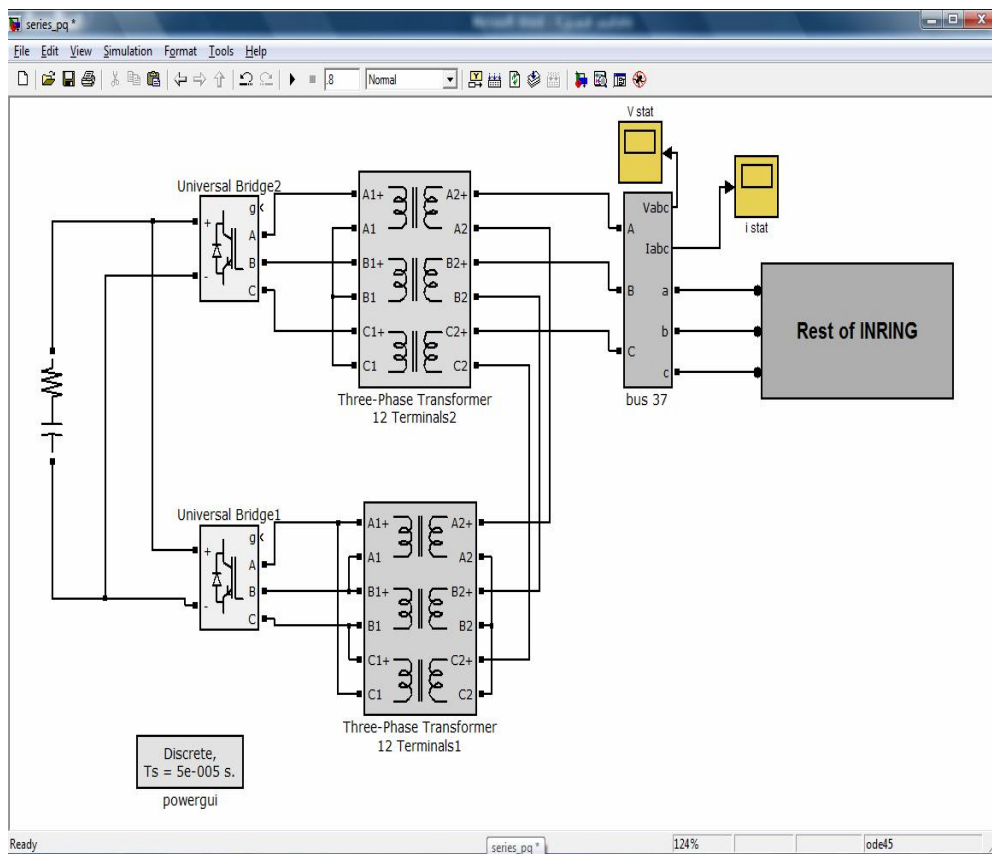 series_pq *
File Edit View Simulation Format Tools Help
.8 Normal
V stat
i stat
Universal Bridge2
g
+
A
B
-
C
A1+ A2+
A1 A2
B1+ B2+
B1 B2
C1+ C2+
C1 C2
Three-Phase Transformer
12 Terminals2
Vabc
A
Iabc
B a
b
C
c
bus 37
Rest of INRING
Universal Bridge1
g
+
A
B
-
C
A1+ A2+
A1 A2
B1+ B2+
B1 B2
C1+ C2+
C1 C2
Three-Phase Transformer
12 Terminals1
Discrete,
Ts = 5e-005 s.
powergui
Ready series_pq * 124% ode45